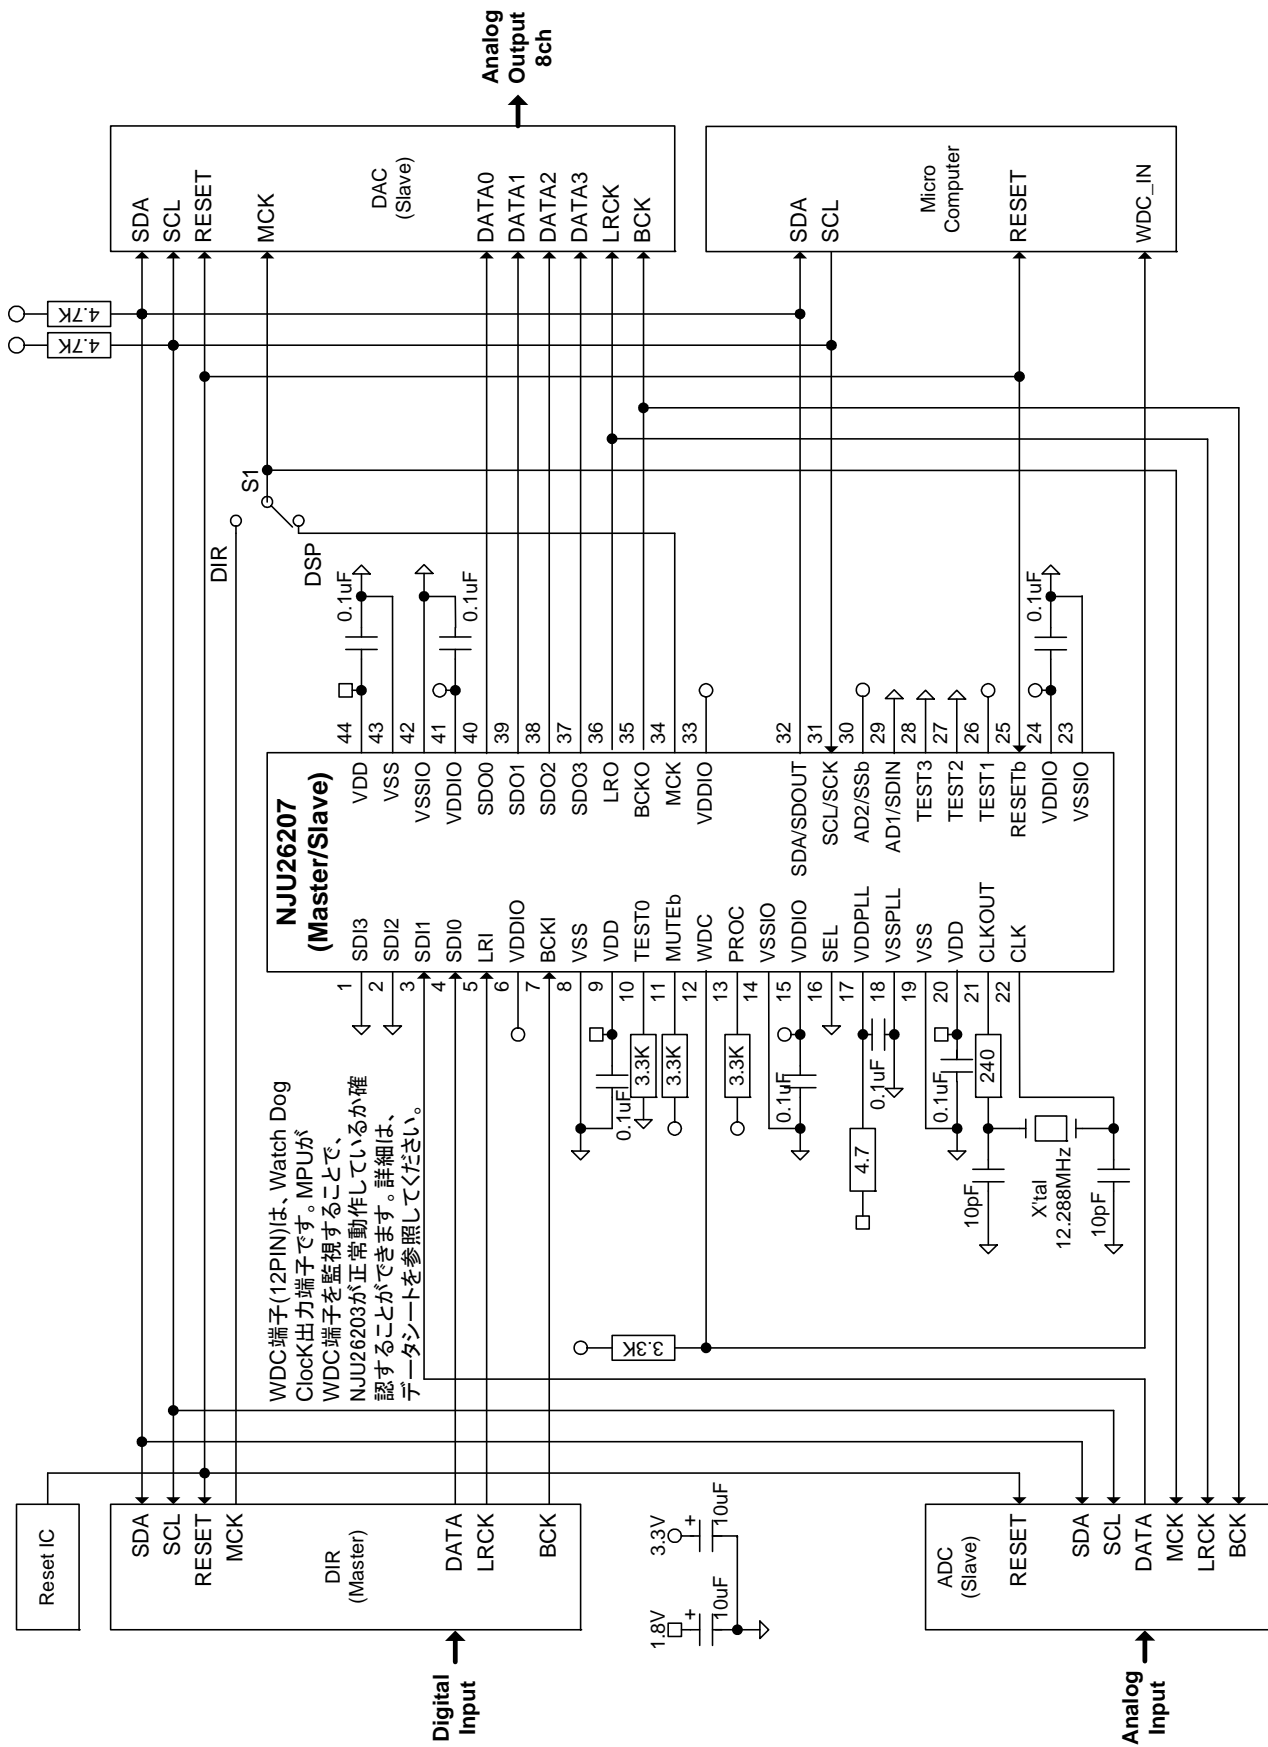 Reset IC
SDA
SCL
RESET
MCK
DIR
(Master)
DATA
LRCK
BCK
Digital
Input
1.8V
3.3V
+
+
10uF
10uF
ADC
(Slave)
RESET
SDA
SCL
DATA
MCK
LRCK
BCK
Analog
Input
WDC端子(12PIN)は、Watch Dog
ClocK出力端子です。MPUが
WDC端子を監視することで、
NJU26203が正常動作しているか確
認することができます。詳細は、
データシートを参照してください。
3.3K
NJU26207
(Master/Slave)
1 SDI3
2 SDI2
3 SDI1
4 SDI0
5 LRI
6 VDDIO
7 BCKI
8 VSS
9 VDD
10 TEST0
11 MUTEb
12 WDC
13 PROC
14 VSSIO
15 VDDIO
16 SEL
17 VDDPLL
18 VSSPLL
19 VSS
20 VDD
21 CLKOUT
22 CLK
0.1uF
3.3K
3.3K
3.3K
0.1uF
4.7
0.1uF
0.1uF
240
10pF
X'tal
12.288MHz
10pF
VDD 44
VSS 43
VSSIO 42
VDDIO 41
SDO0 40
SDO1 39
SDO2 38
SDO3 37
LRO 36
BCKO 35
MCK 34
VDDIO 33
SDA/SDOUT 32
SCL/SCK 31
AD2/SSb 30
AD1/SDIN 29
TEST3 28
TEST2 27
TEST1 26
RESETb 25
VDDIO 24
VSSIO 23
0.1uF
0.1uF
0.1uF
DIR
DSP
S1
4.7K
4.7K
SDA
SCL
RESET
MCK
DAC
(Slave)
DATA0
DATA1
DATA2
DATA3
LRCK
BCK
Analog
Output
8ch
SDA
SCL
Micro
Computer
RESET
WDC_IN